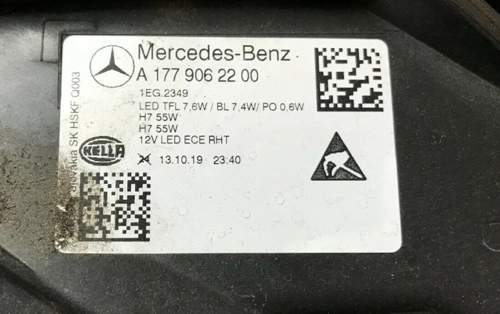 Mercedes-Benz
A 177 906 22 00
1EG.2349
LED TFL 7,6W / BL 7,4W/ PO 0,6W
H7 55W
H7 55W
12V LED ECE RHT
13.10.19 23:40
HELLA
SK HSKF Q003